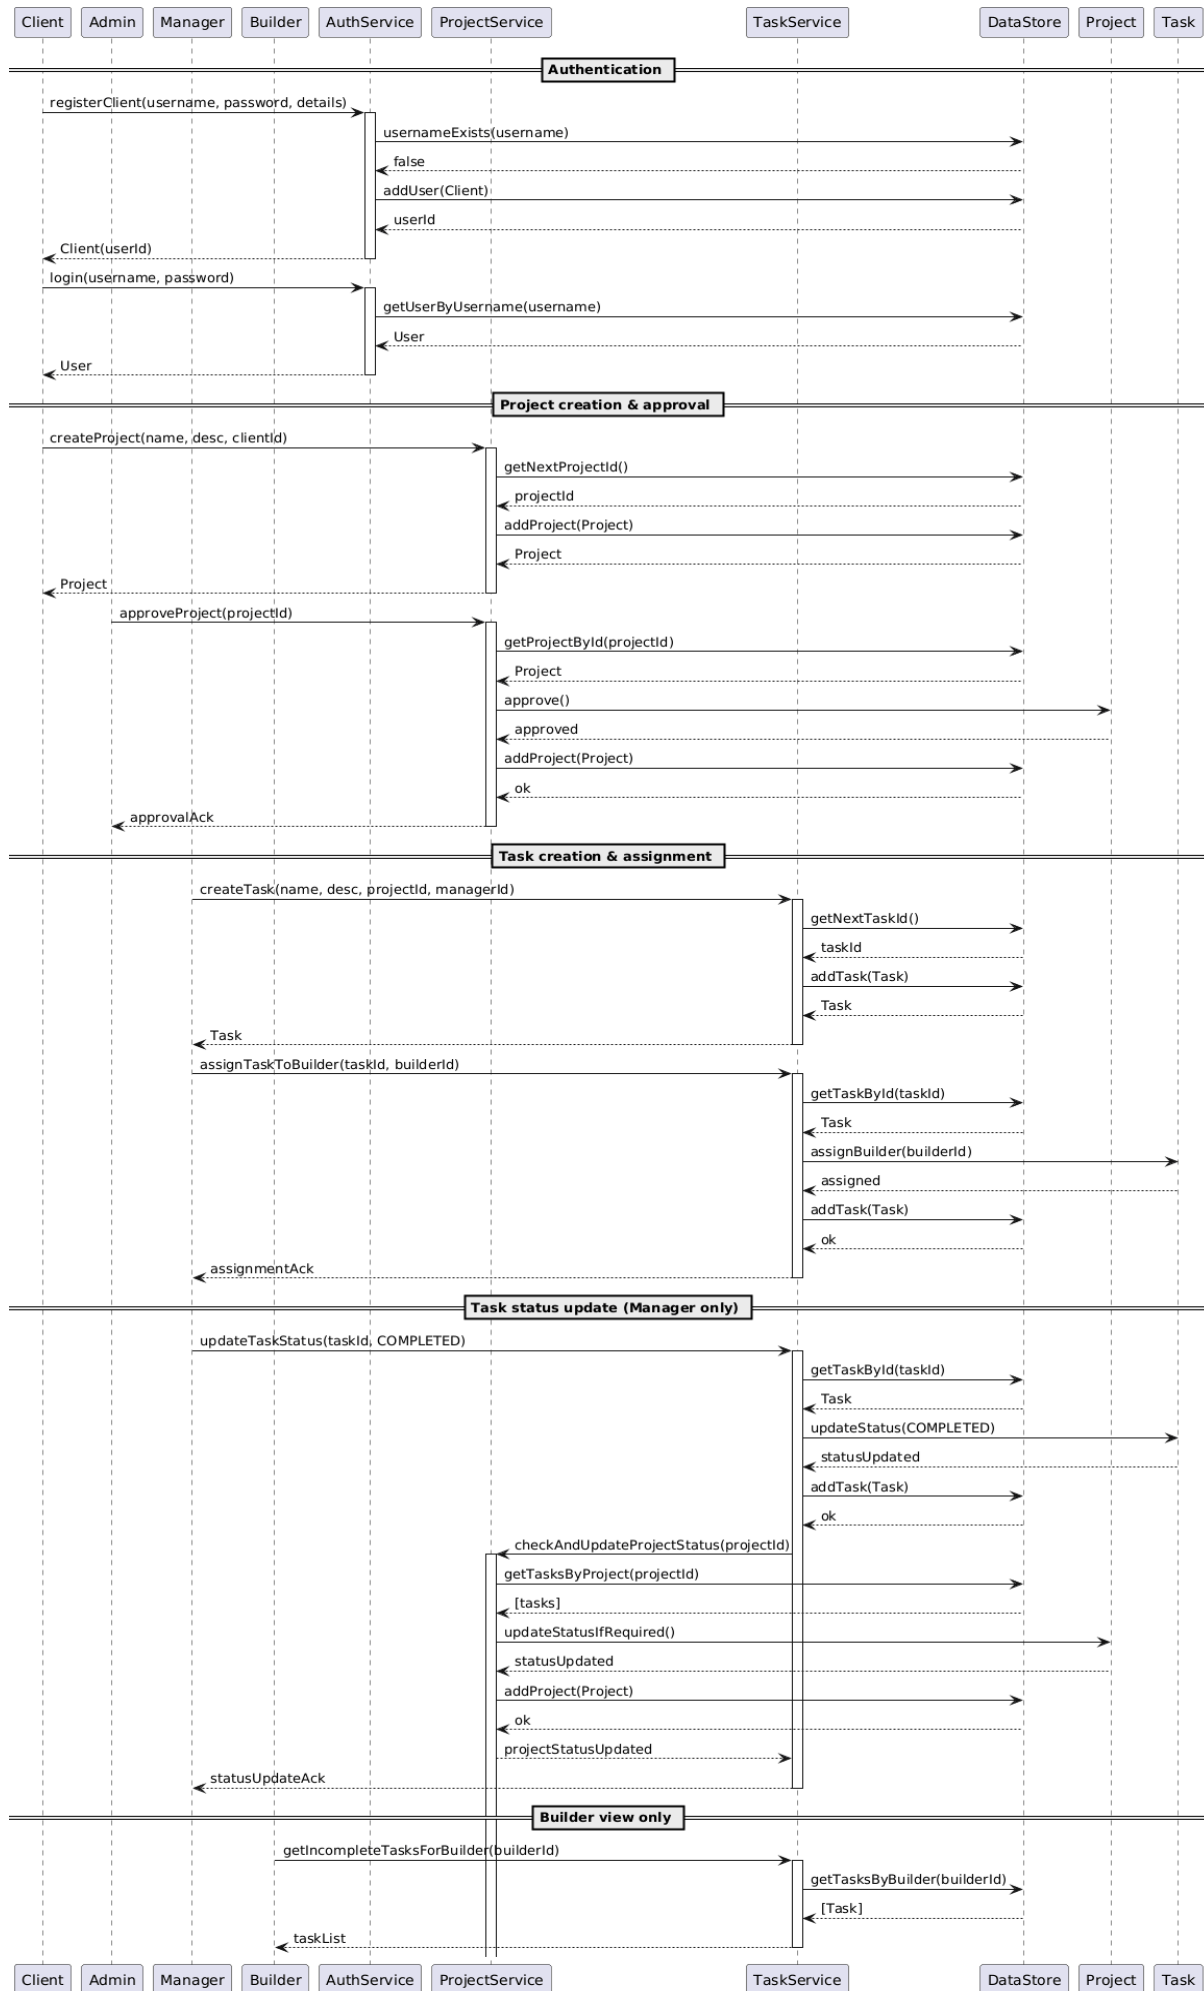 Client Admin Manager Builder AuthService ProjectService TaskService DataStore Project Task
Authentication
registerClient(username, password, details)
usernameExists(username)
false
addUser(Client)
userId
Client(userId)
login(username, password)
getUserByUsername(username)
User
User
Project creation & approval
createProject(name, desc, clientId)
getNextProjectId()
projectId
addProject(Project)
Project
Project
approveProject(projectId)
getProjectById(projectId)
Project
approve()
approved
addProject(Project)
ok
approvalAck
Task creation & assignment
createTask(name, desc, projectId, managerId)
getNextTaskId()
taskId
addTask(Task)
Task
Task
assignTaskToBuilder(taskId, builderId)
getTaskById(taskId)
Task
assignBuilder(builderId)
assigned
addTask(Task)
ok
assignmentAck
Task status update (Manager only)
updateTaskStatus(taskId, COMPLETED)
getTaskById(taskId)
Task
updateStatus(COMPLETED)
statusUpdated
addTask(Task)
ok
checkAndUpdateProjectStatus(projectId)
getTasksByProject(projectId)
[tasks]
updateStatusIfRequired()
statusUpdated
addProject(Project)
ok
projectStatusUpdated
statusUpdateAck
Builder view only
getIncompleteTasksForBuilder(builderId)
getTasksByBuilder(builderId)
[Task]
taskList
Client Admin Manager Builder AuthService ProjectService TaskService DataStore Project Task